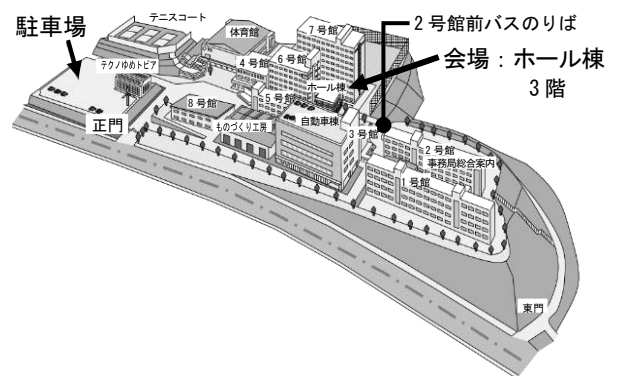 テニスコート
駐車場
体育館
7号館
2号館前バスのりば
6号館
会場：ホール棟
3階
4号館
テクノゆめトピア
ホール棟
5号館
8号館
自動車棟
正門
ものづくり工房
3号館
2号館
事務局総合案内
1号館
東門